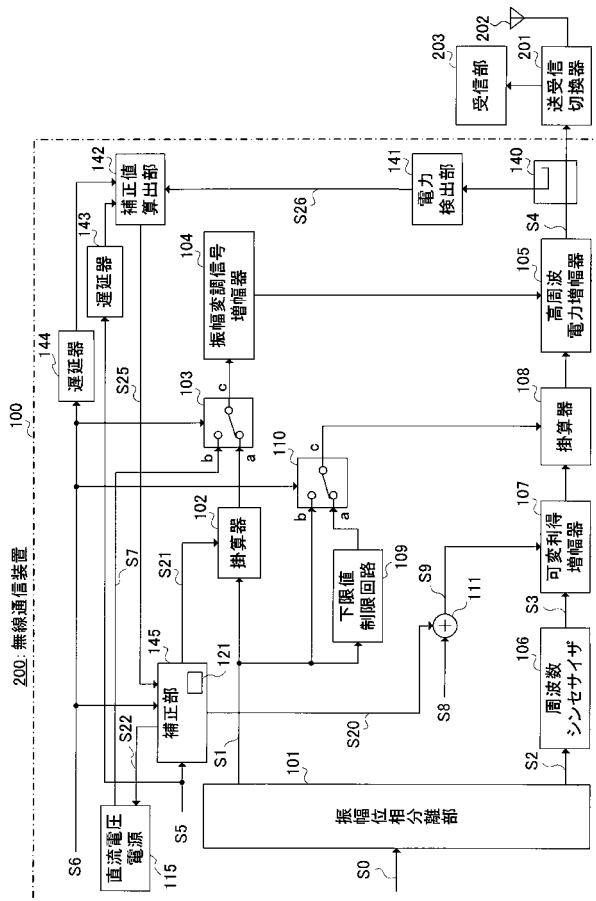 200:無線通信装置
100
S6
直流電圧
電源
115
S22
S7
S5
補正部
145
121
S21
S25
144
遅延器
143
遅延器
142
補正値
算出部
S26
141
電力
検出部
140
203
受信部
202
201
送受信
切換器
102
掛算器
103
a
b
c
104
振幅変調信号
増幅器
110
a
b
c
109
下限値
制限回路
S1
S20
S8
S9
111
101
振幅位相分離部
S0
S2
106
周波数
シンセサイザ
S3
107
可変利得
増幅器
108
掛算器
105
高周波
電力増幅器
S4